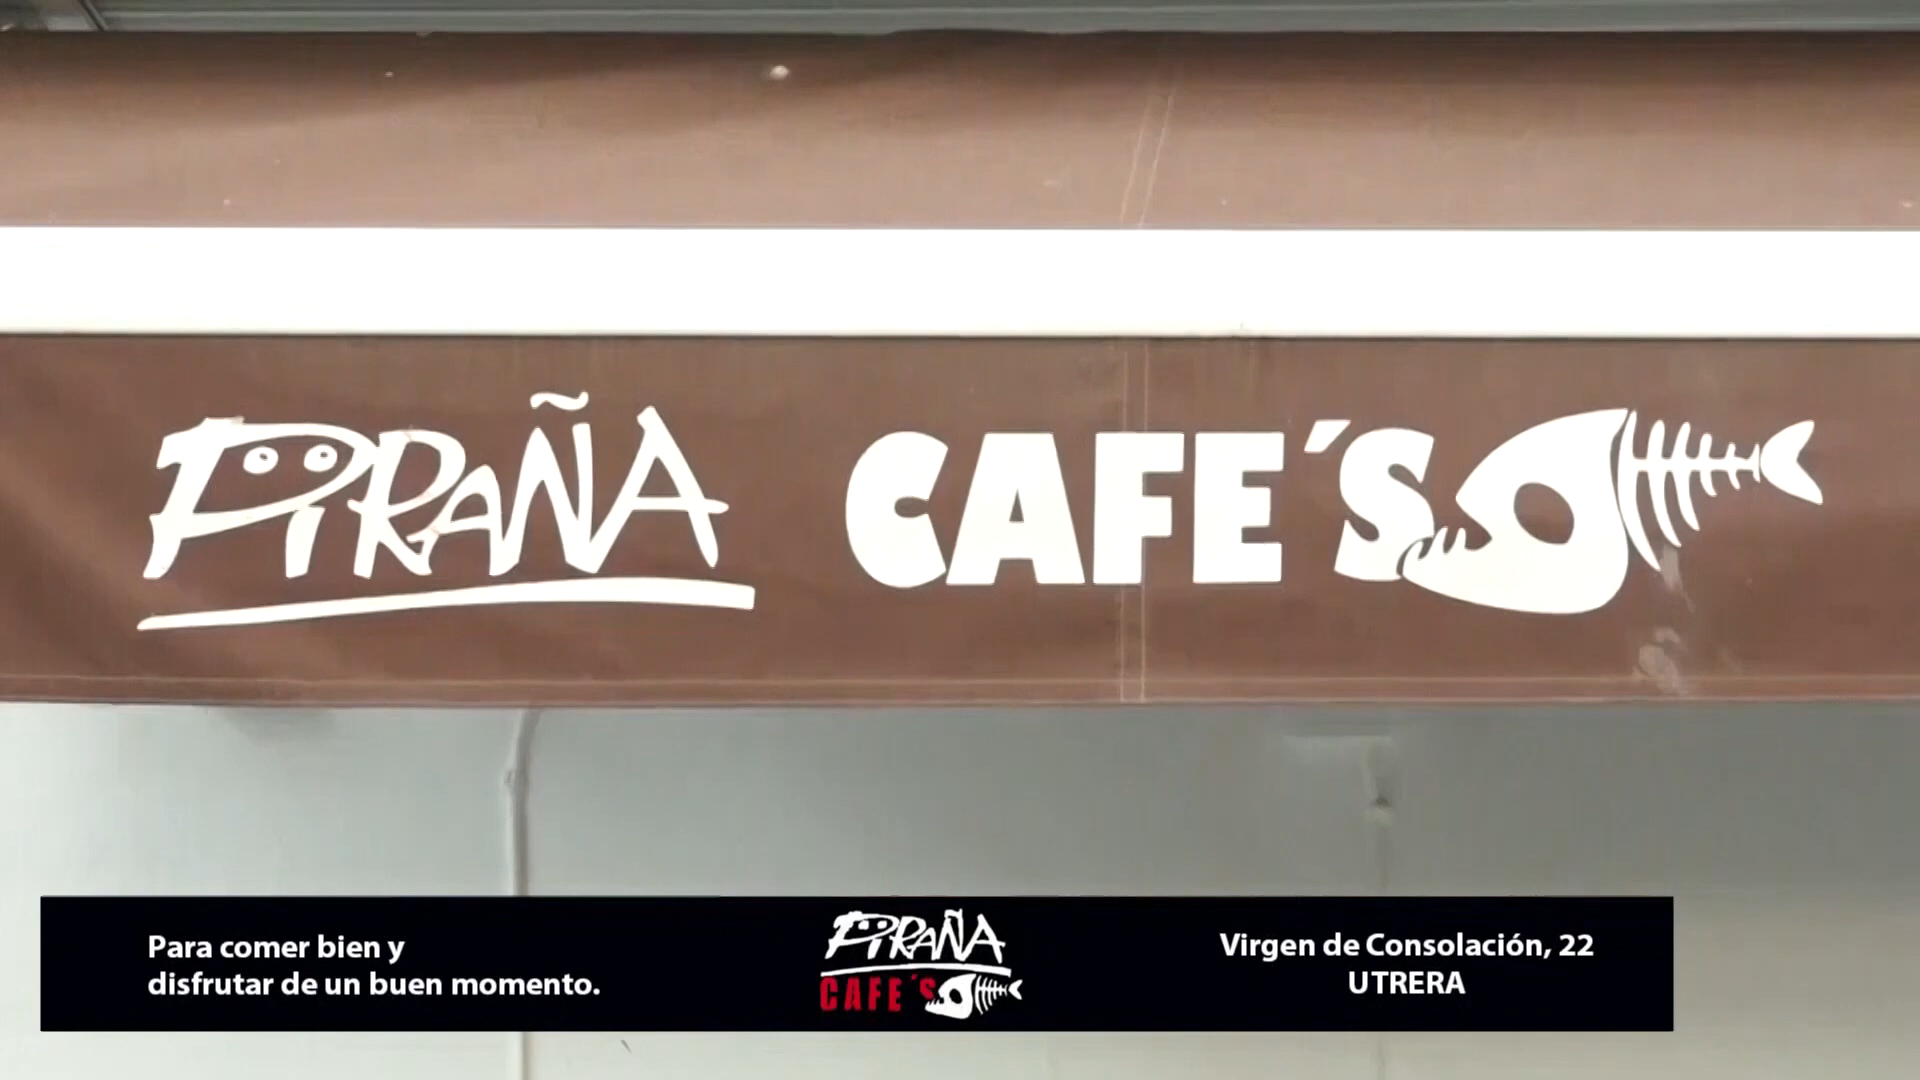 PIRAÑA CAFE´S
Para comer bien y
disfrutar de un buen momento.
PIRAÑA
CAFE´S
Virgen de Consolación, 22
UTRERA